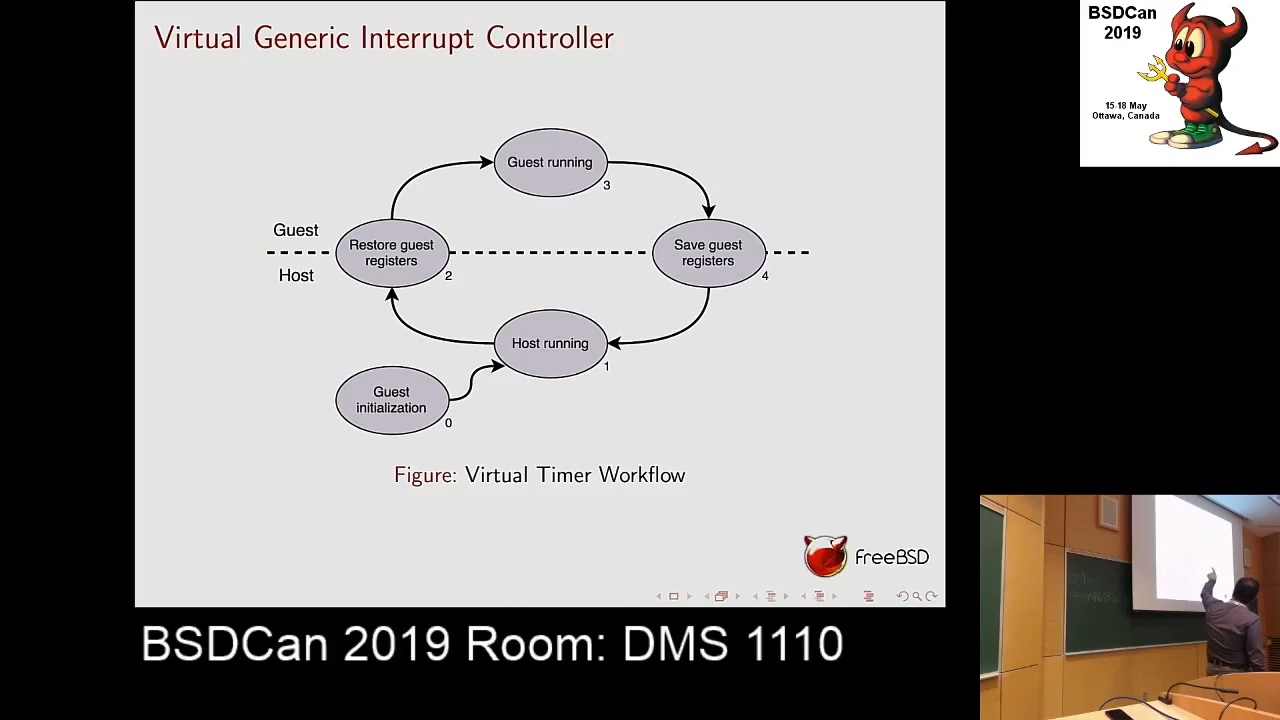 Virtual Generic Interrupt Controller
Guest running
3
Guest
Restore guest
registers
2
Save guest
registers
4
Host
Host running
1
Guest
initialization
0
Figure: Virtual Timer Workflow
FreeBSD
BSDCan
2019
15-18 May
Ottawa, Canada
BSDCan 2019 Room: DMS 1110